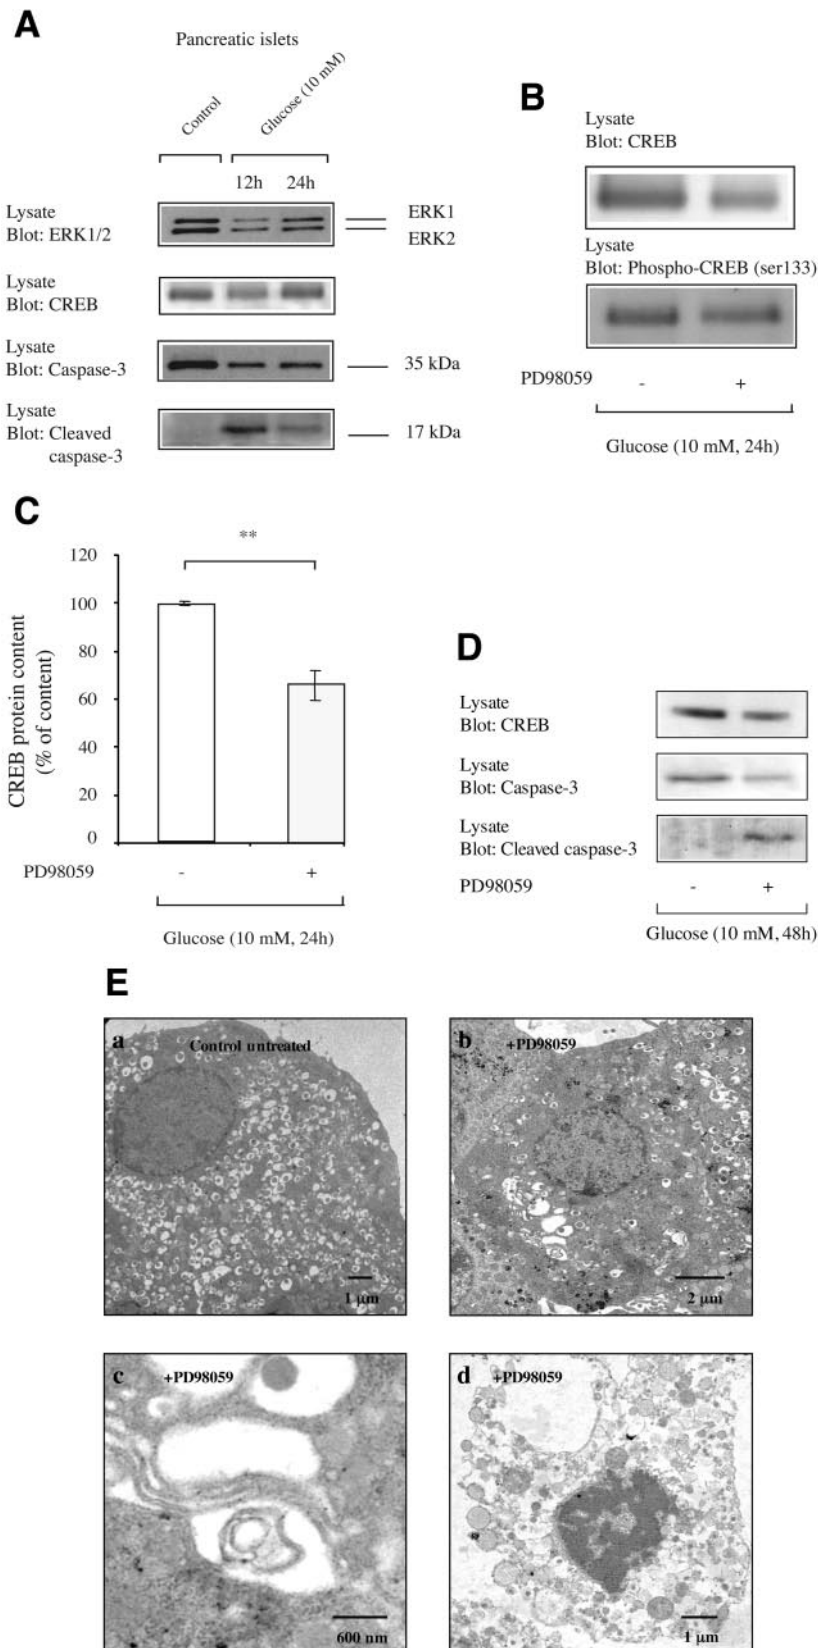 A
Pancreatic islets
Control
Glucose (10 mM)
12h 24h
Lysate
Blot: ERK1/2
ERK1
ERK2
Lysate
Blot: CREB
Lysate
Blot: Caspase-3
35 kDa
Lysate
Blot: Cleaved
caspase-3
17 kDa
B
Lysate
Blot: CREB
Lysate
Blot: Phospho-CREB (ser133)
PD98059 - +
Glucose (10 mM, 24h)
C
**
CREB protein content
(% of content)
120
100
80
60
40
20
0
PD98059 - +
Glucose (10 mM, 24h)
D
Lysate
Blot: CREB
Lysate
Blot: Caspase-3
Lysate
Blot: Cleaved caspase-3
PD98059 - +
Glucose (10 mM, 48h)
E
a Control untreated
1 µm
b +PD98059
2 µm
c +PD98059
600 nm
d +PD98059
1 µm